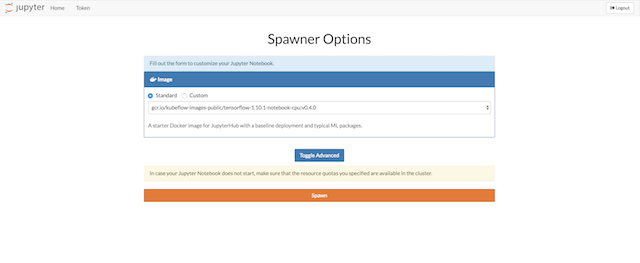 jupyter Home Token Logout
Spawner Options
Fill out the form to customize your Jupyter Notebook.
Image
Standard Custom
gcr.io/kubeflow-images-public/tensorflow-1.10.1-notebook-cpu:v0.4.0
A starter Docker image for JupyterHub with a baseline deployment and typical ML packages.
Toggle Advanced
In case your Jupyter Notebook does not start, make sure that the resource quotas you specified are available in the cluster.
Spawn